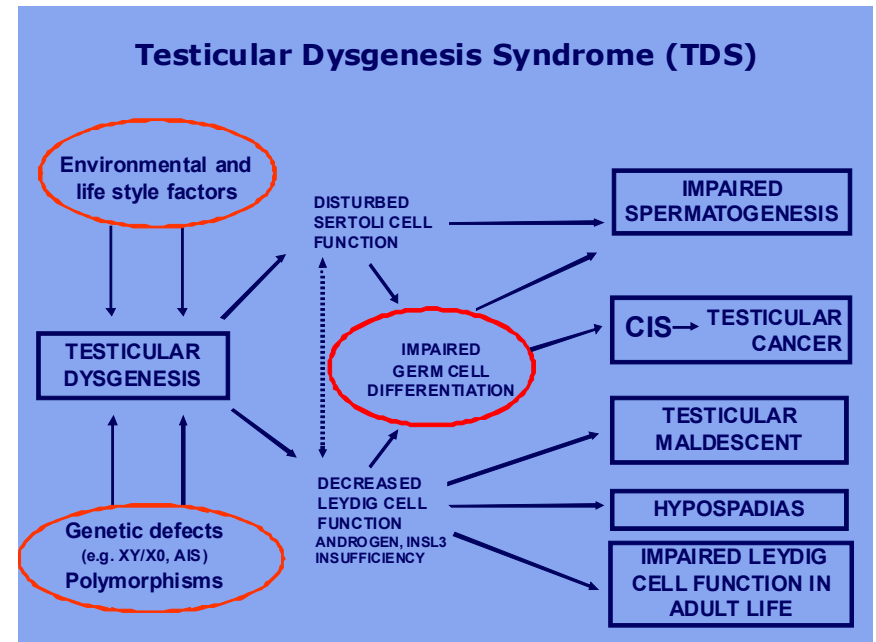 Testicular Dysgenesis Syndrome (TDS)
Environmental and
life style factors
DISTURBED
SERTOLI CELL
FUNCTION
IMPAIRED
SPERMATOGENESIS
TESTICULAR
DYSGENESIS
IMPAIRED
GERM CELL
DIFFERENTIATION
CIS→ TESTICULAR
CANCER
TESTICULAR
MALDESCENT
DECREASED
LEYDIG CELL
FUNCTION
ANDROGEN, INSL3
INSUFFICIENCY
HYPOSPADIAS
Genetic defects
(e.g. XY/X0, AIS)
Polymorphisms
IMPAIRED LEYDIG
CELL FUNCTION IN
ADULT LIFE